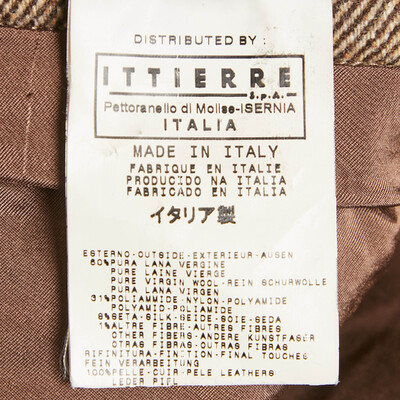 DISTRIBUTED BY :
ITTIERRE
S.p.A.
Pettoranello di Molise-ISERNIA
ITALIA
MADE IN ITALY
FABRIQUE EN ITALIE
PRODUCIDO NA ITALIA
FABRICADO EN ITALIA
イタリア製
ESTERNO-OUTSIDE-EXTERIEUR-AUSEN
60%PURA LANA VERGINE
PURE LAINE VIERGE
PURE VIRGIN WOOL-REIN SCHURWOLLE
PURA LANA VIRGEN
31%POLIAMMIDE-NYLON-POLYAMIDE
POLYAMID-POLIAMIDE
8%SETA-SILK-SEIDE-SOIE-SEDA
1%ALTRE FIBRE-AUTRES FIBRES
OTHER FIBERS-ANDERE KUNSTFASER
OTRAS FIBRAS-OUTRAS FIBRAS
RIFINITURA-FINITION-FINAL TOUCHES
FEIN VERARBEITUNG
100%PELLE-CUIR-PELE LEATHERS
LEDER PIEL